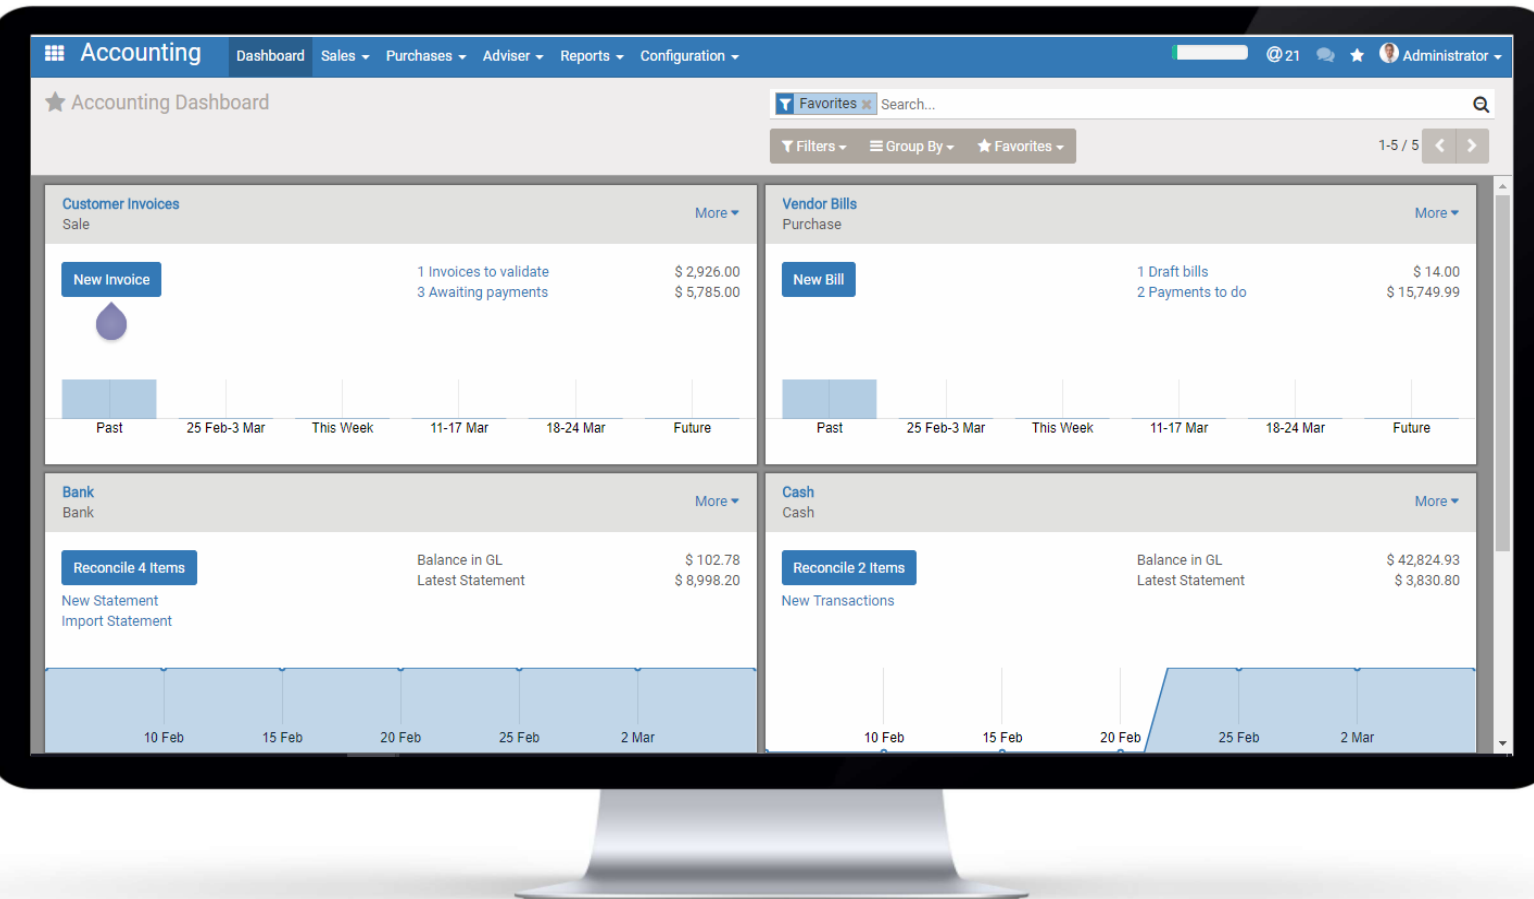 Accounting Dashboard Sales Purchases Adviser Reports Configuration @21 Administrator
Accounting Dashboard
Favorites × Search...
Filters Group By Favorites 1-5 / 5
Customer Invoices
Sale
More
New Invoice
1 Invoices to validate $ 2,926.00
3 Awaiting payments $ 5,785.00
Past 25 Feb-3 Mar This Week 11-17 Mar 18-24 Mar Future
Vendor Bills
Purchase
More
New Bill
1 Draft bills $ 14.00
2 Payments to do $ 15,749.99
Past 25 Feb-3 Mar This Week 11-17 Mar 18-24 Mar Future
Bank
Bank
More
Reconcile 4 Items
New Statement
Import Statement
Balance in GL $ 102.78
Latest Statement $ 8,998.20
10 Feb 15 Feb 20 Feb 25 Feb 2 Mar
Cash
Cash
More
Reconcile 2 Items
New Transactions
Balance in GL $ 42,824.93
Latest Statement $ 3,830.80
10 Feb 15 Feb 20 Feb 25 Feb 2 Mar